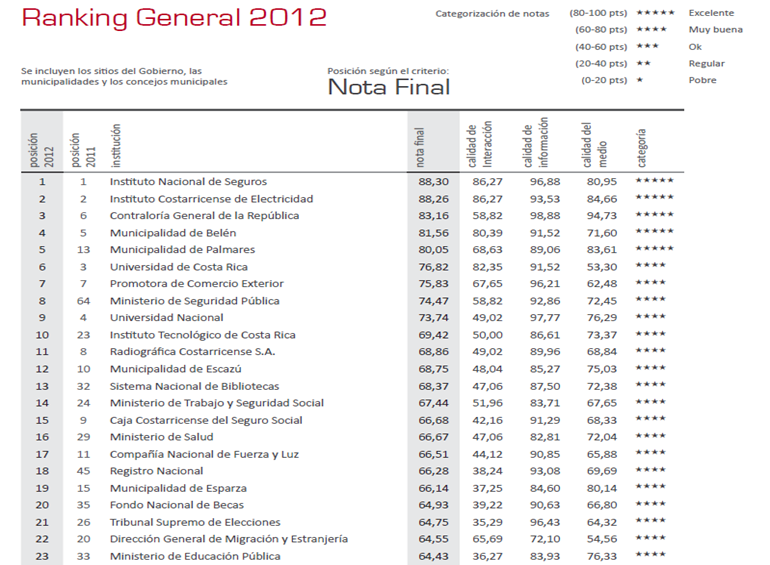 Ranking General 2012
Categorización de notas
(80-100 pts) ★★★★★ Excelente
(60-80 pts) ★★★★ Muy buena
(40-60 pts) ★★★ Ok
(20-40 pts) ★★ Regular
(0-20 pts) ★ Pobre
Se incluyen los sitios del Gobierno, las
municipalidades y los concejos municipales
Posición según el criterio:
Nota Final
posición 2012 posición 2011 institución nota final calidad de Interacción calidad de información calidad del medio categoría
1 1 Instituto Nacional de Seguros 88,30 86,27 96,88 80,95 ★★★★★
2 2 Instituto Costarricense de Electricidad 88,26 86,27 93,53 84,66 ★★★★★
3 6 Contraloría General de la República 83,16 58,82 98,88 94,73 ★★★★★
4 5 Municipalidad de Belén 81,56 80,39 91,52 71,60 ★★★★★
5 13 Municipalidad de Palmares 80,05 68,63 89,06 83,61 ★★★★★
6 3 Universidad de Costa Rica 76,82 82,35 91,52 53,30 ★★★★
7 7 Promotora de Comercio Exterior 75,83 67,65 96,21 62,48 ★★★★
8 64 Ministerio de Seguridad Pública 74,47 58,82 92,86 72,45 ★★★★
9 4 Universidad Nacional 73,74 49,02 97,77 76,29 ★★★★
10 23 Instituto Tecnológico de Costa Rica 69,42 50,00 86,61 73,37 ★★★★
11 8 Radiográfica Costarricense S.A. 68,86 49,02 89,96 68,84 ★★★★
12 10 Municipalidad de Escazú 68,75 48,04 85,27 75,03 ★★★★
13 32 Sistema Nacional de Bibliotecas 68,37 47,06 87,50 72,38 ★★★★
14 24 Ministerio de Trabajo y Seguridad Social 67,44 51,96 83,71 67,65 ★★★★
15 9 Caja Costarricense del Seguro Social 66,68 42,16 91,29 68,33 ★★★★
16 29 Ministerio de Salud 66,67 47,06 82,81 72,04 ★★★★
17 11 Compañía Nacional de Fuerza y Luz 66,51 44,12 90,85 65,88 ★★★★
18 45 Registro Nacional 66,28 38,24 93,08 69,69 ★★★★
19 15 Municipalidad de Esparza 66,14 37,25 84,60 80,14 ★★★★
20 35 Fondo Nacional de Becas 64,93 39,22 90,63 66,80 ★★★★
21 26 Tribunal Supremo de Elecciones 64,75 35,29 96,43 64,32 ★★★★
22 20 Dirección General de Migración y Estranjería 64,55 65,69 72,10 54,56 ★★★★
23 33 Ministerio de Educación Pública 64,43 36,27 83,93 76,33 ★★★★